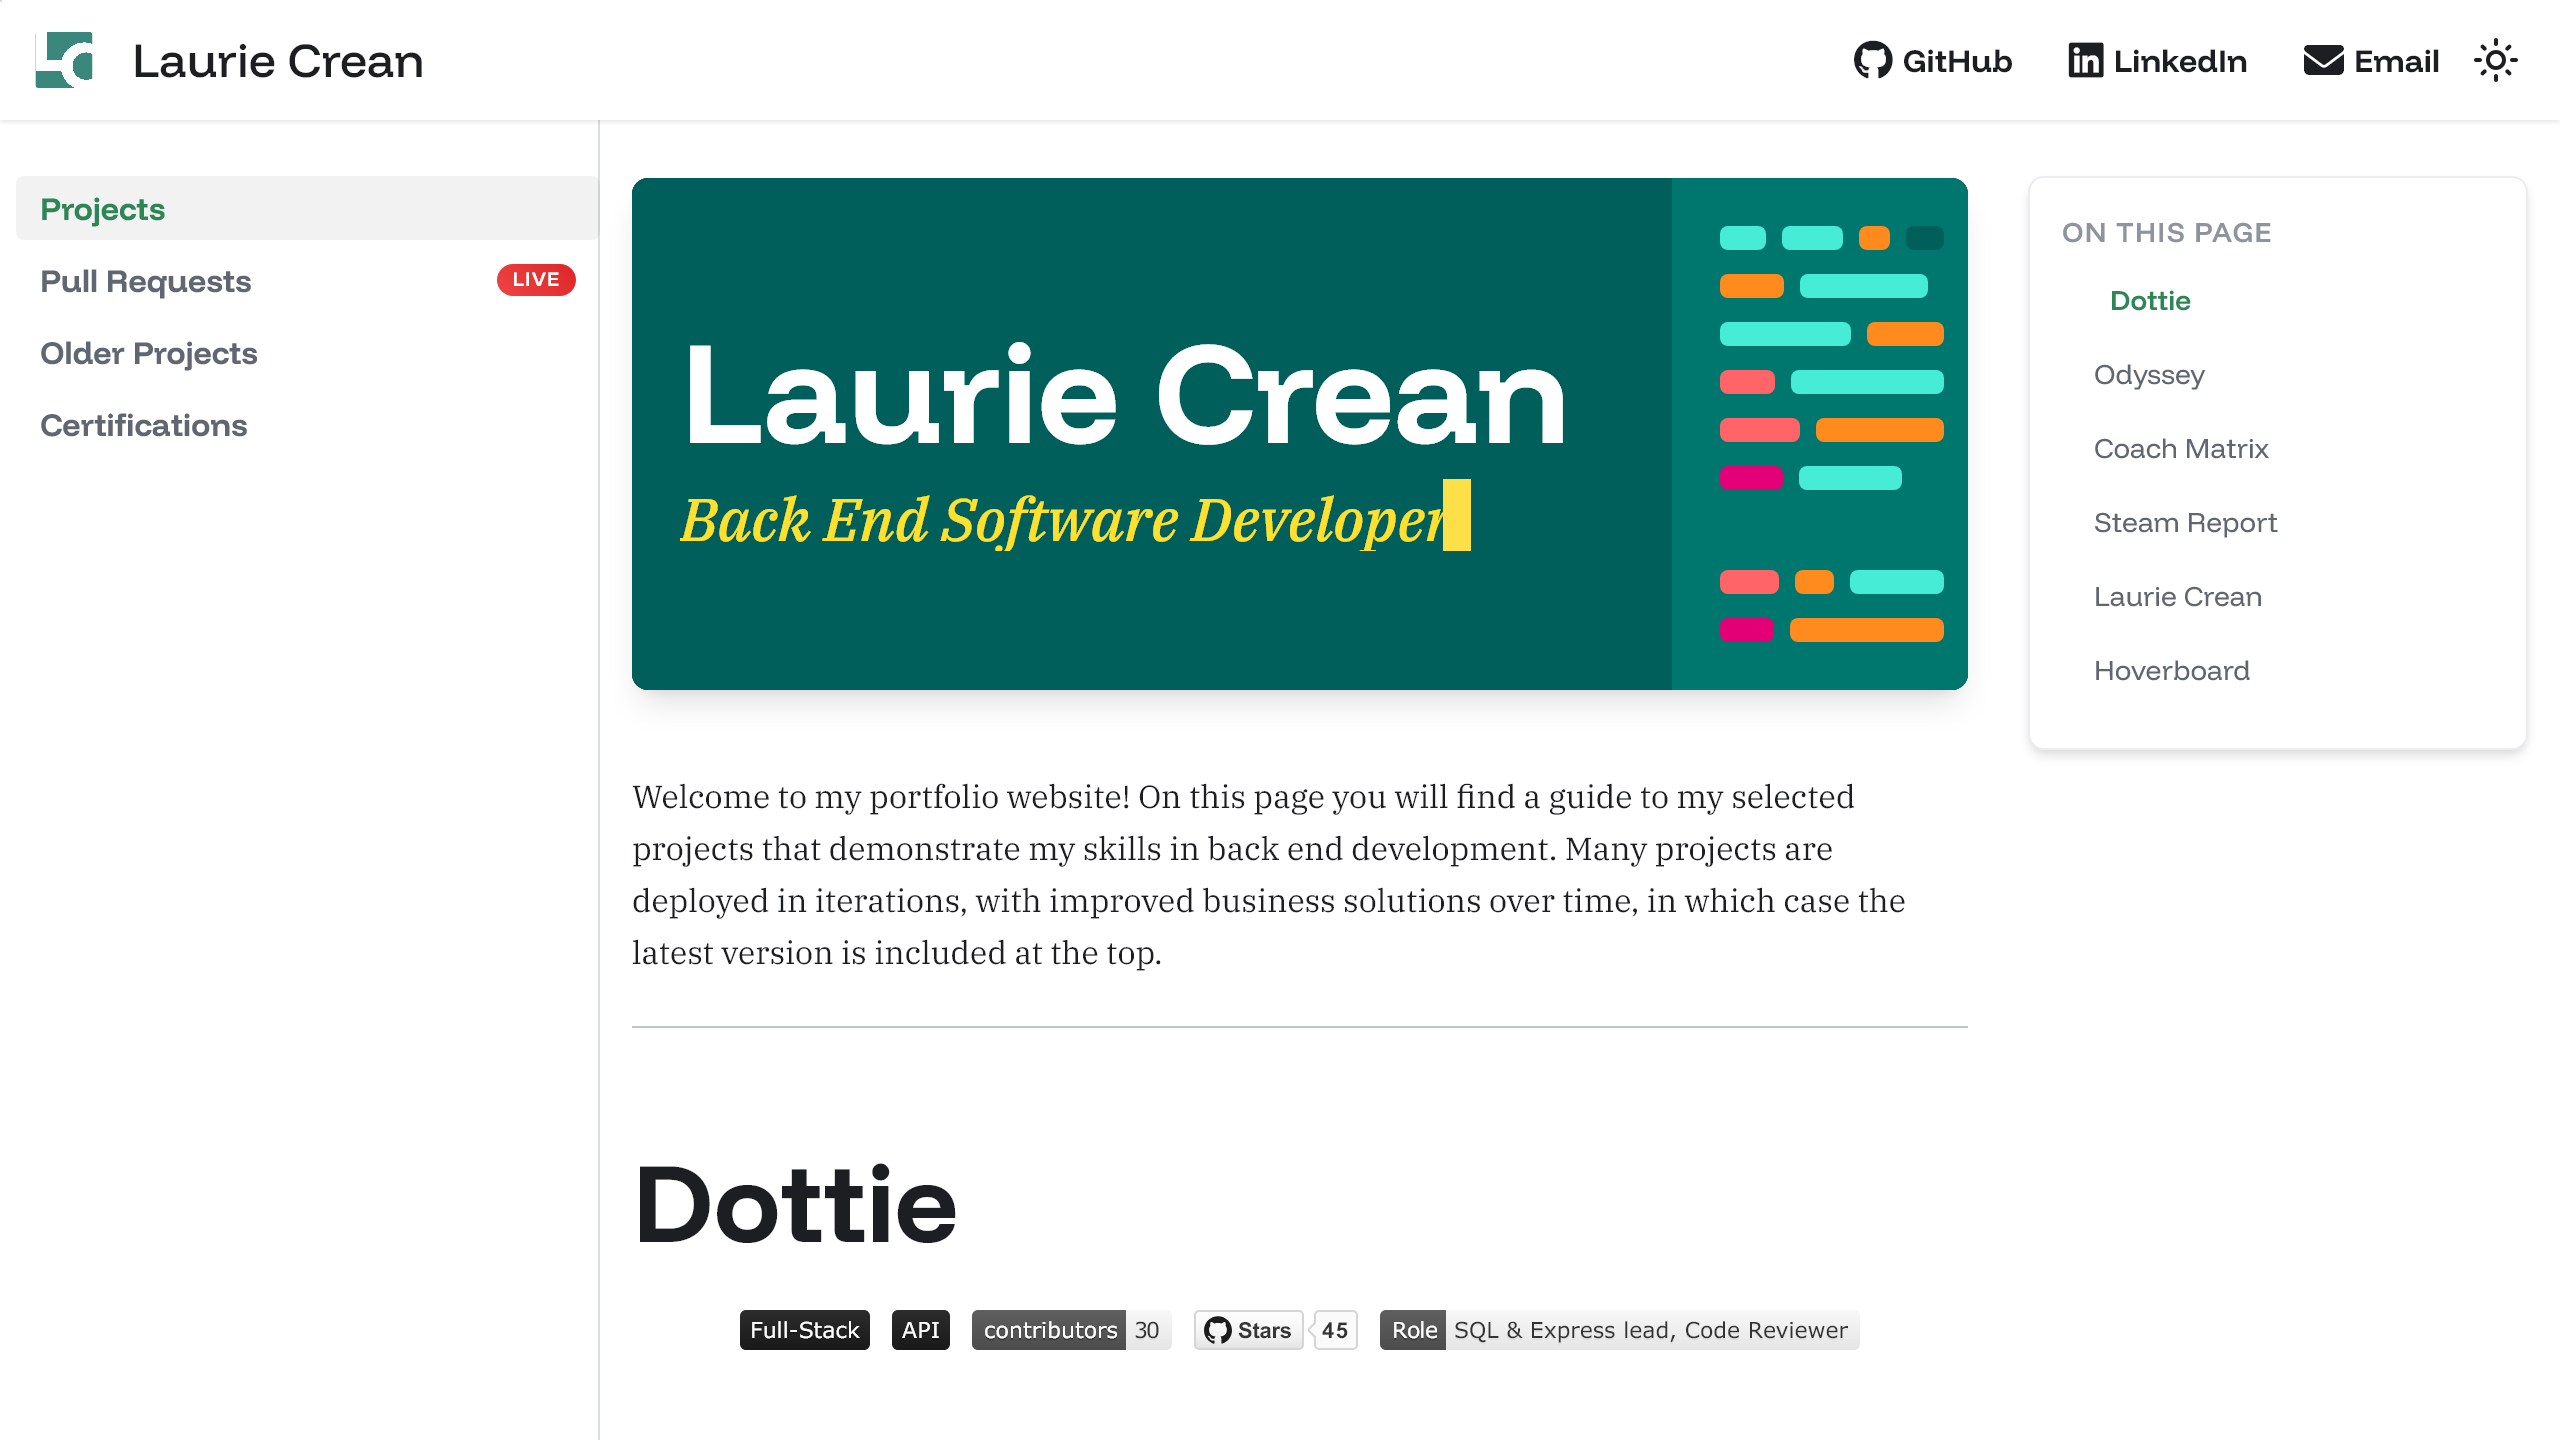 Laurie Crean
GitHub
LinkedIn
Email
Projects
Pull Requests
LIVE
Older Projects
Certifications
Laurie Crean
Back End Software Developer
Welcome to my portfolio website! On this page you will find a guide to my selected
projects that demonstrate my skills in back end development. Many projects are
deployed in iterations, with improved business solutions over time, in which case the
latest version is included at the top.
Dottie
Full-Stack
API
contributors 30
Stars 45
Role SQL & Express lead, Code Reviewer
ON THIS PAGE
Dottie
Odyssey
Coach Matrix
Steam Report
Laurie Crean
Hoverboard